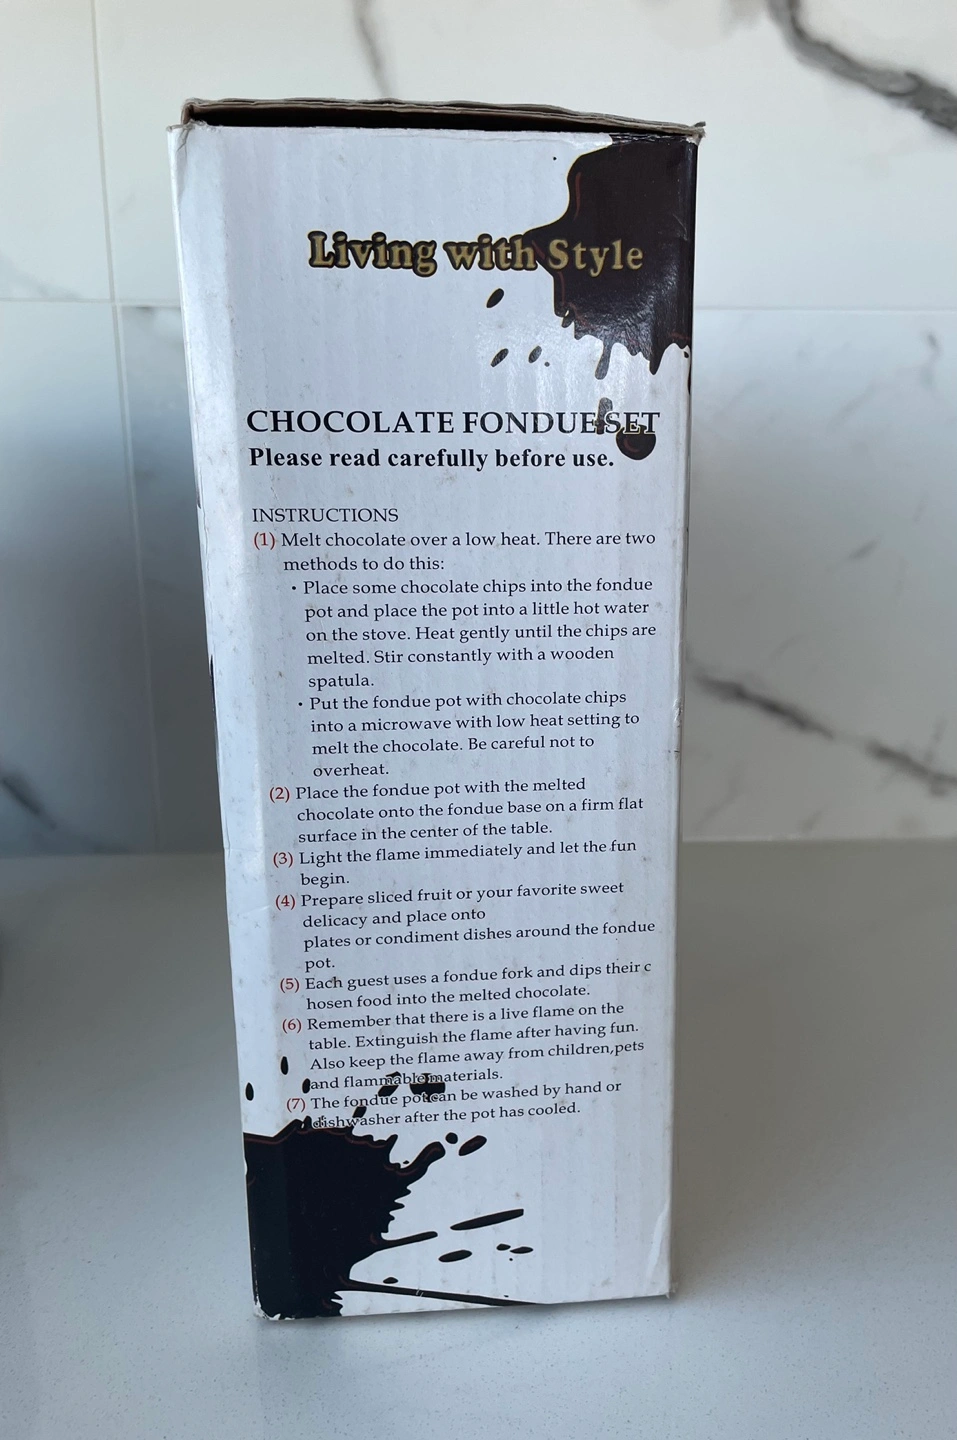 Living with Style
CHOCOLATE FONDUE SET
Please read carefully before use.
INSTRUCTIONS
(1) Melt chocolate over a low heat. There are two
methods to do this:
• Place some chocolate chips into the fondue
pot and place the pot into a little hot water
on the stove. Heat gently until the chips are
melted. Stir constantly with a wooden
spatula.
• Put the fondue pot with chocolate chips
into a microwave with low heat setting to
melt the chocolate. Be careful not to
overheat.
(2) Place the fondue pot with the melted
chocolate onto the fondue base on a firm flat
surface in the center of the table.
(3) Light the flame immediately and let the fun
begin.
(4) Prepare sliced fruit or your favorite sweet
delicacy and place onto
plates or condiment dishes around the fondue
pot.
(5) Each guest uses a fondue fork and dips their c
hosen food into the melted chocolate.
(6) Remember that there is a live flame on the
table. Extinguish the flame after having fun.
Also keep the flame away from children,pets
and flammable materials.
(7) The fondue pot can be washed by hand or
dishwasher after the pot has cooled.